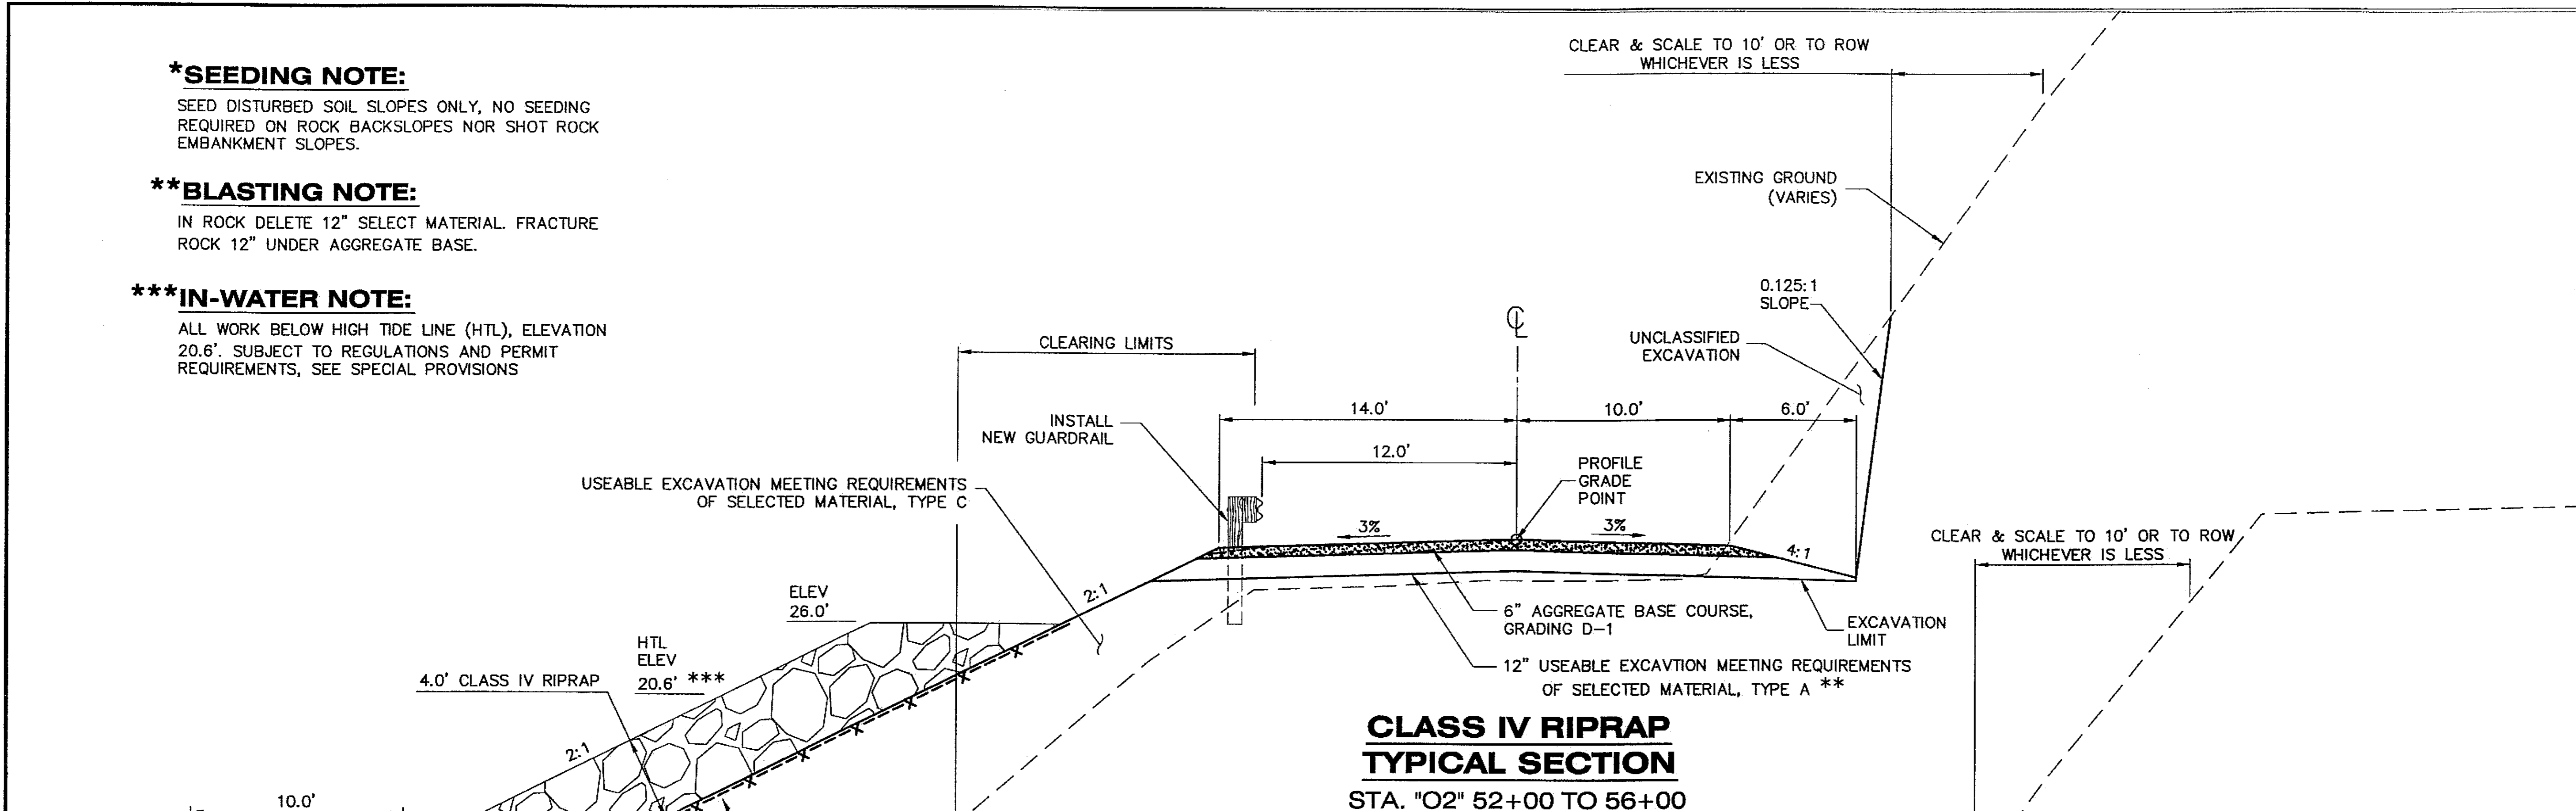 *SEEDING NOTE:
SEED DISTURBED SOIL SLOPES ONLY, NO SEEDING
REQUIRED ON ROCK BACKSLOPES NOR SHOT ROCK
EMBANKMENT SLOPES.
**BLASTING NOTE:
IN ROCK DELETE 12" SELECT MATERIAL. FRACTURE
ROCK 12" UNDER AGGREGATE BASE.
***IN-WATER NOTE:
ALL WORK BELOW HIGH TIDE LINE (HTL), ELEVATION
20.6'. SUBJECT TO REGULATIONS AND PERMIT
REQUIREMENTS, SEE SPECIAL PROVISIONS
CLEAR & SCALE TO 10' OR TO ROW
WHICHEVER IS LESS
EXISTING GROUND
(VARIES)
0.125:1
SLOPE
UNCLASSIFIED
EXCAVATION
CLEARING LIMITS
CL
14.0'
10.0'
6.0'
INSTALL
NEW GUARDRAIL
12.0'
PROFILE
GRADE
POINT
USEABLE EXCAVATION MEETING REQUIREMENTS
OF SELECTED MATERIAL, TYPE C
3%
3%
4:1
CLEAR & SCALE TO 10' OR TO ROW
WHICHEVER IS LESS
2:1
ELEV
26.0'
6" AGGREGATE BASE COURSE,
GRADING D-1
EXCAVATION
LIMIT
HTL
ELEV
20.6' ***
4.0' CLASS IV RIPRAP
12" USEABLE EXCAVTION MEETING REQUIREMENTS
OF SELECTED MATERIAL, TYPE A **
2:1
CLASS IV RIPRAP
TYPICAL SECTION
STA. "O2" 52+00 TO 56+00
10.0'